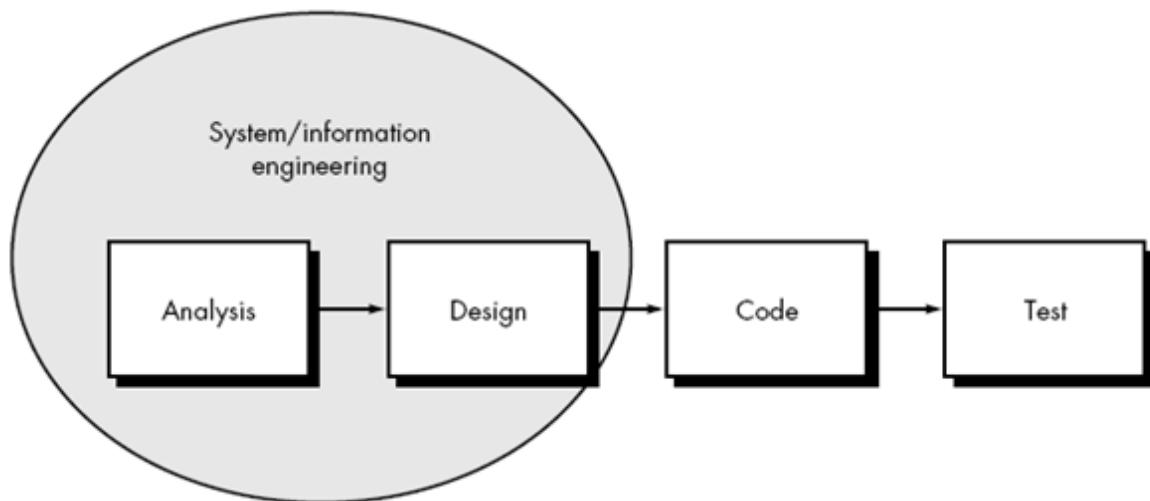 System/information
engineering
Analysis
Design
Code
Test